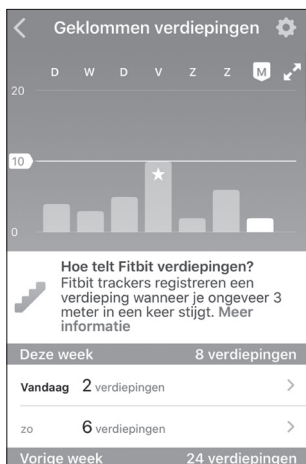 Geklommen verdiepingen
D W D V Z Z M
20
10
0
Hoe telt Fitbit verdiepingen?
Fitbit trackers registreren een
verdieping wanneer je ongeveer 3
meter in een keer stijgt. Meer
informatie
Deze week 8 verdiepingen
Vandaag 2 verdiepingen
zo 6 verdiepingen
Vorige week 24 verdiepingen